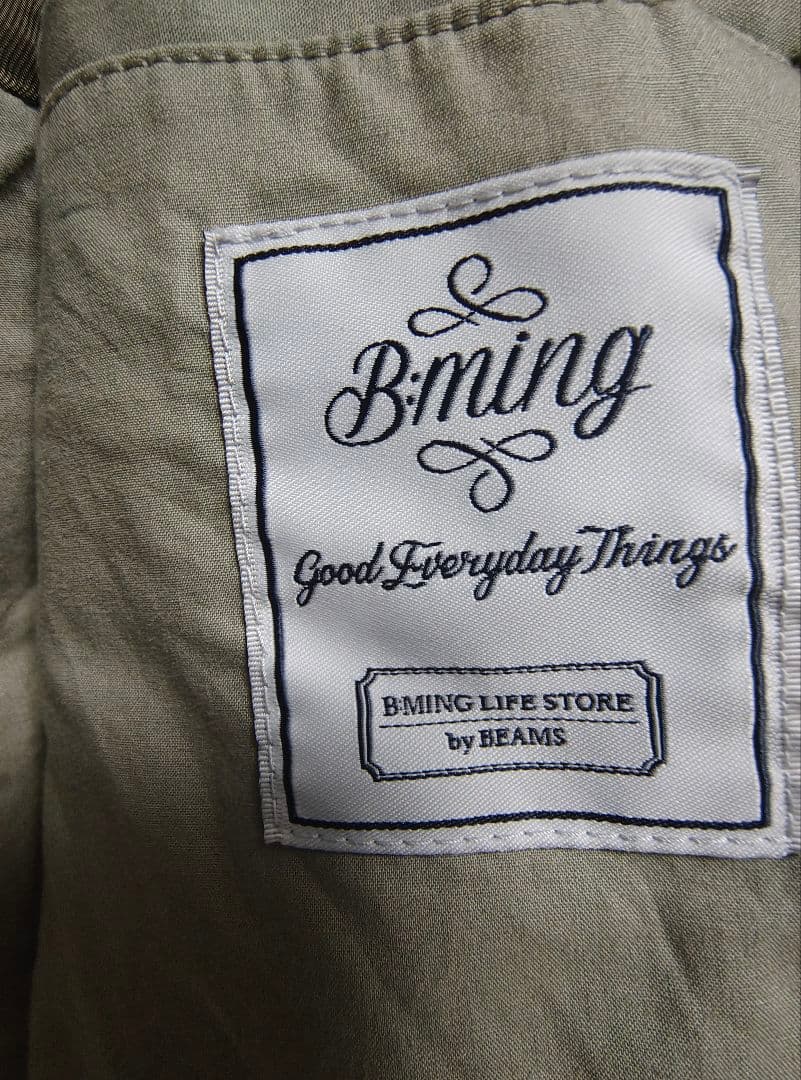 B:ming
Good Everyday Things
B:MING LIFE STORE
by BEAMS